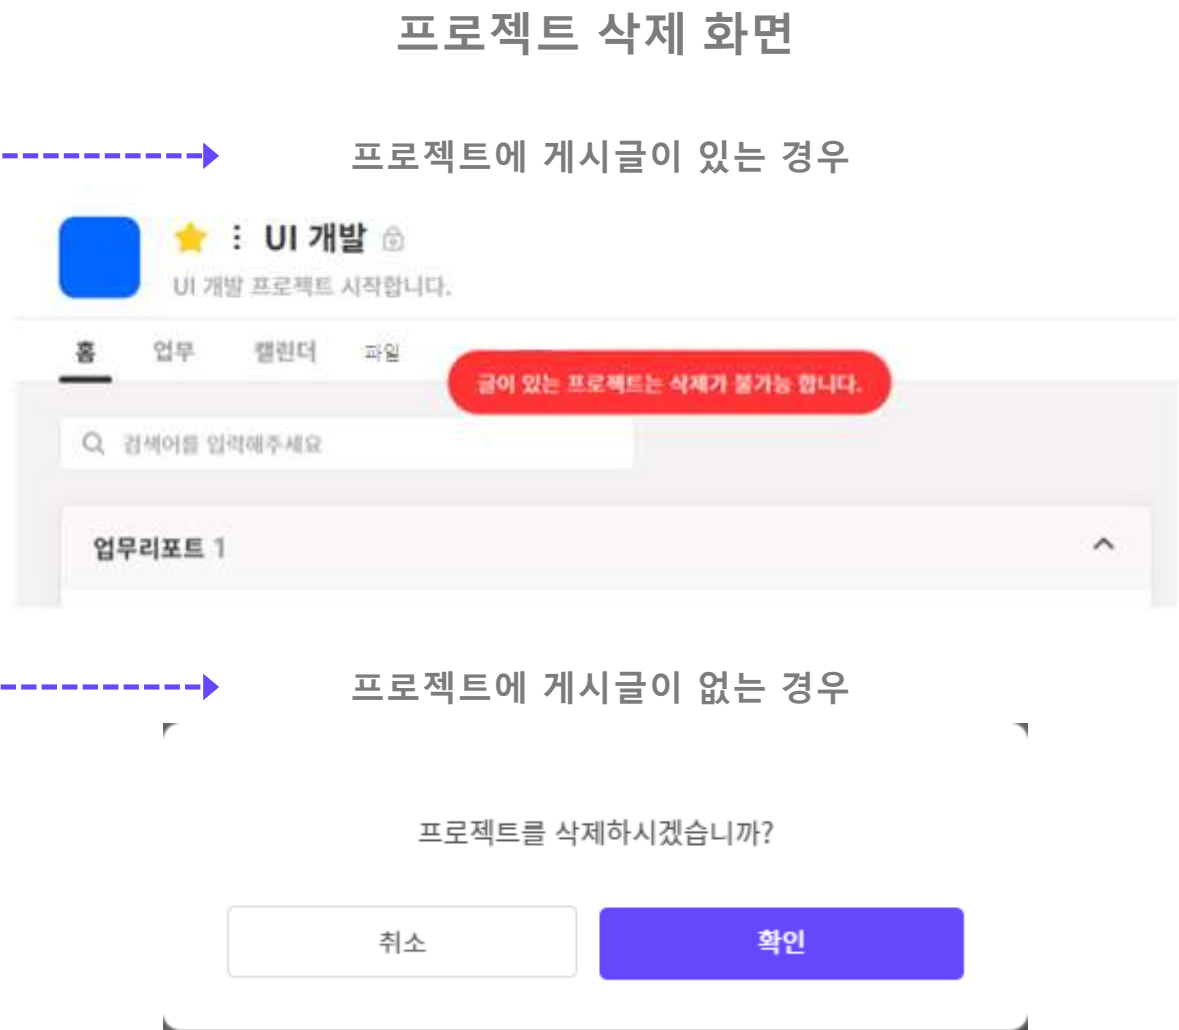 프로젝트 삭제 화면
프로젝트에 게시글이 있는 경우
UI 개발
UI 개발 프로젝트 시작합니다.
홈 업무 캘린더 파일
글이 있는 프로젝트는 삭제가 불가능 합니다.
검색어를 입력해주세요
업무리포트 1
프로젝트에 게시글이 없는 경우
프로젝트를 삭제하시겠습니까?
취소 확인